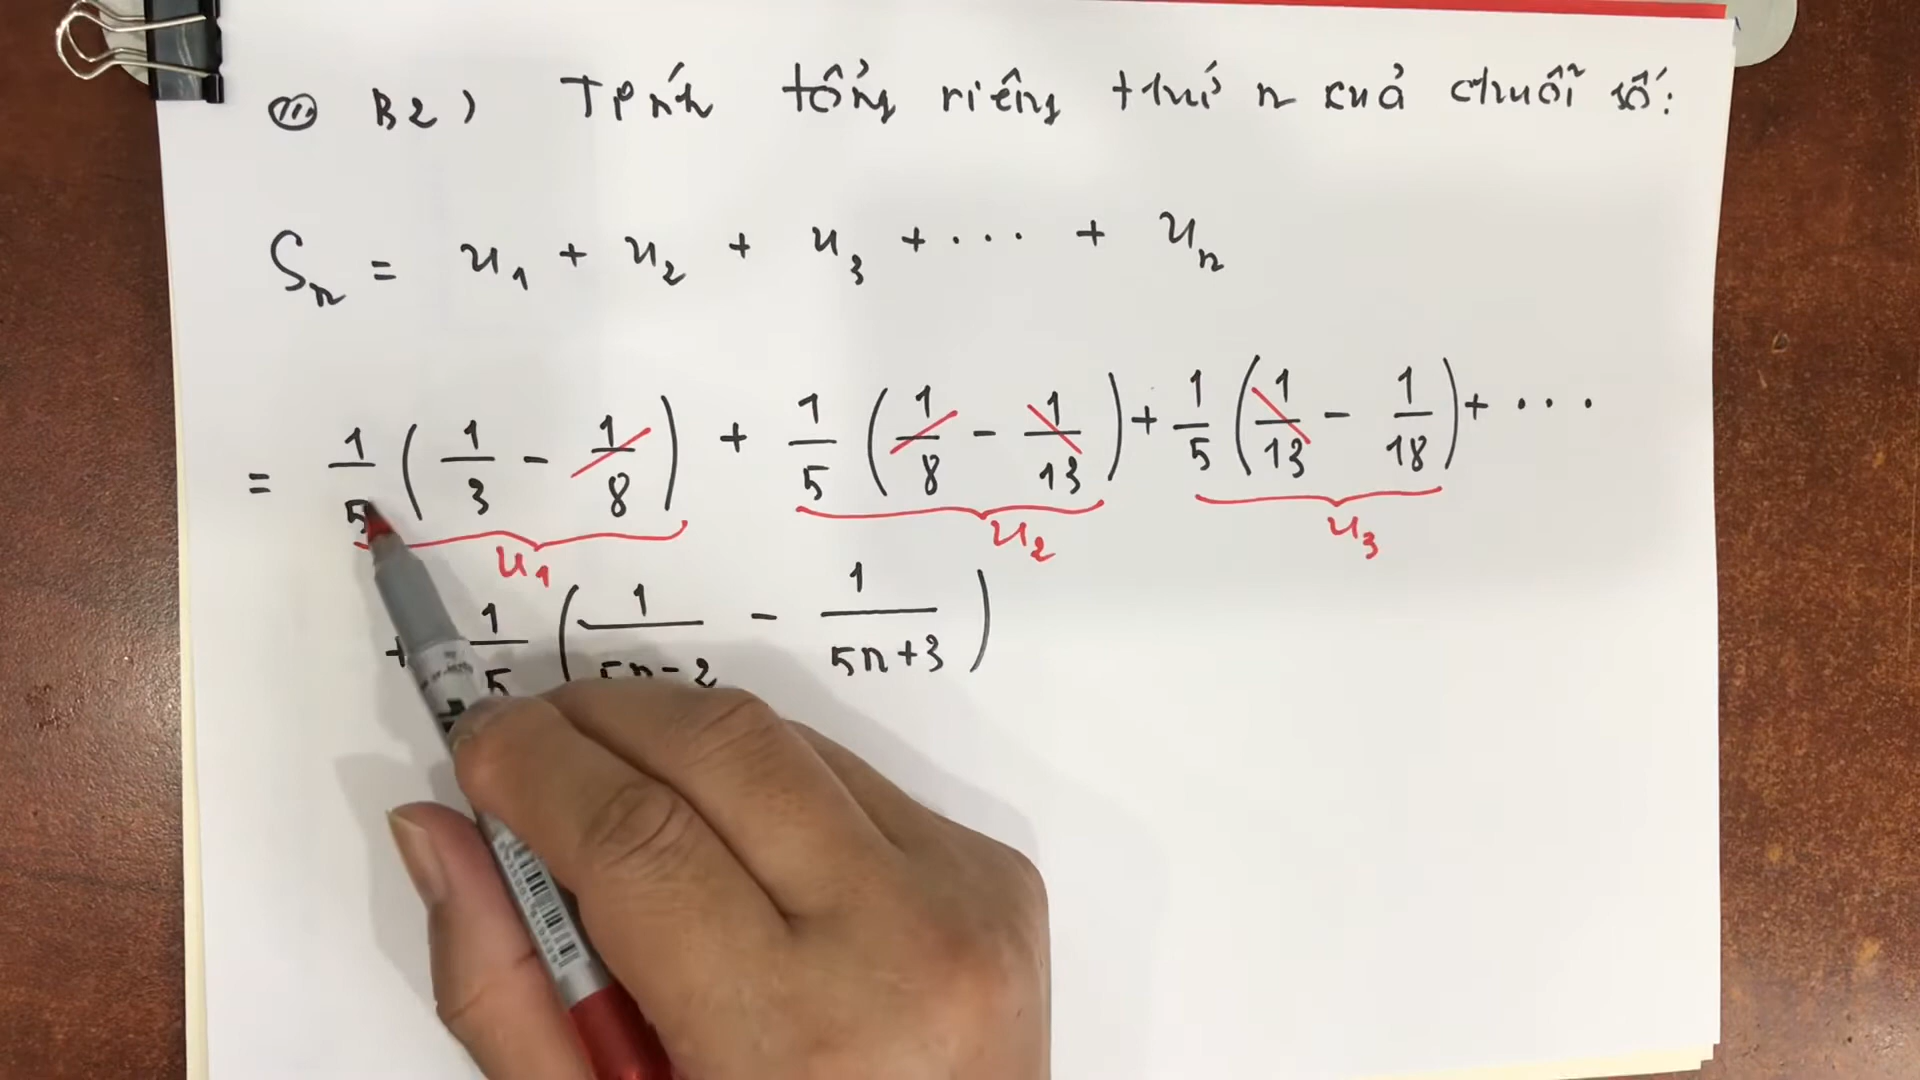 B2) Tính tổng riêng thứ n của chuỗi số:
Sn = u1 + u2 + u3 + ... + un
= 1/5 (1/3 - 1/8) + 1/5 (1/8 - 1/13) + 1/5 (1/13 - 1/18) + ...
u1 u2 u3
+ 1/5 (1/(5n-2) - 1/(5n+3))